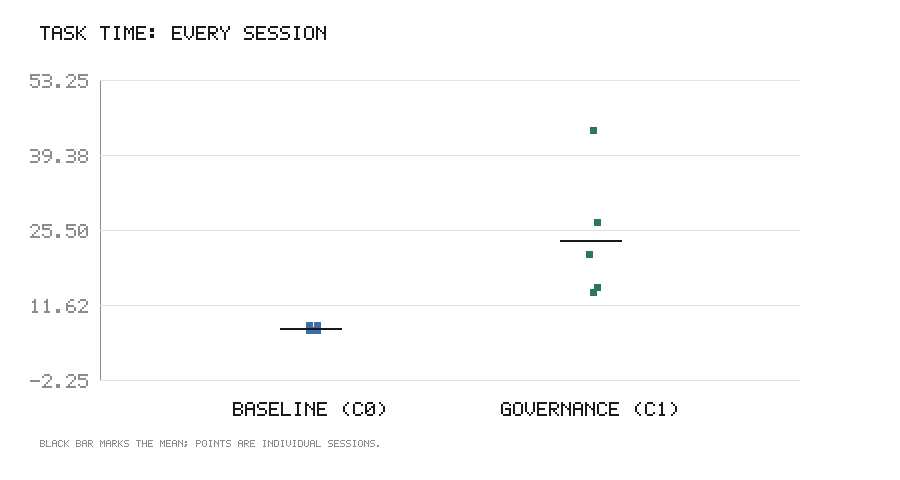 TASK TIME: EVERY SESSION
53.25
39.38
25.50
11.62
-2.25
BASELINE (C0) GOVERNANCE (C1)
BLACK BAR MARKS THE MEAN; POINTS ARE INDIVIDUAL SESSIONS.